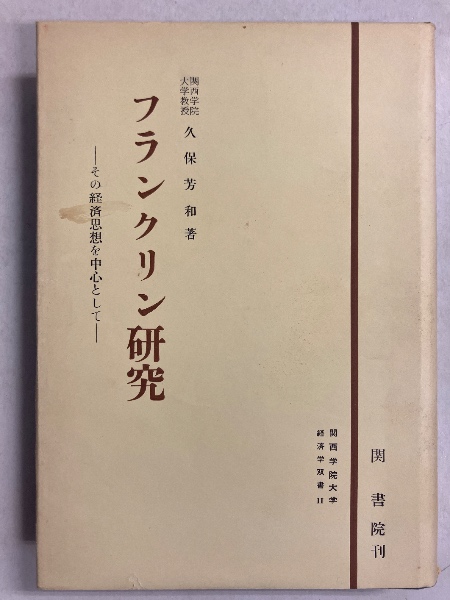 関西学院
大学教授
久保芳和著
フランクリン研究
―その経済思想を中心として―
関西学院大学
経済学双書 11
関書院刊